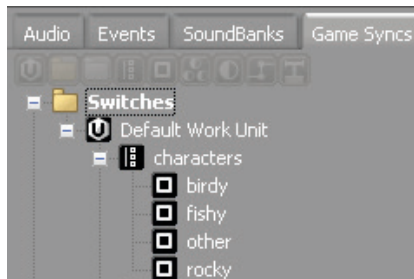 Audio Events SoundBanks Game Syncs
Switches
Default Work Unit
characters
birdy
fishy
other
rocky